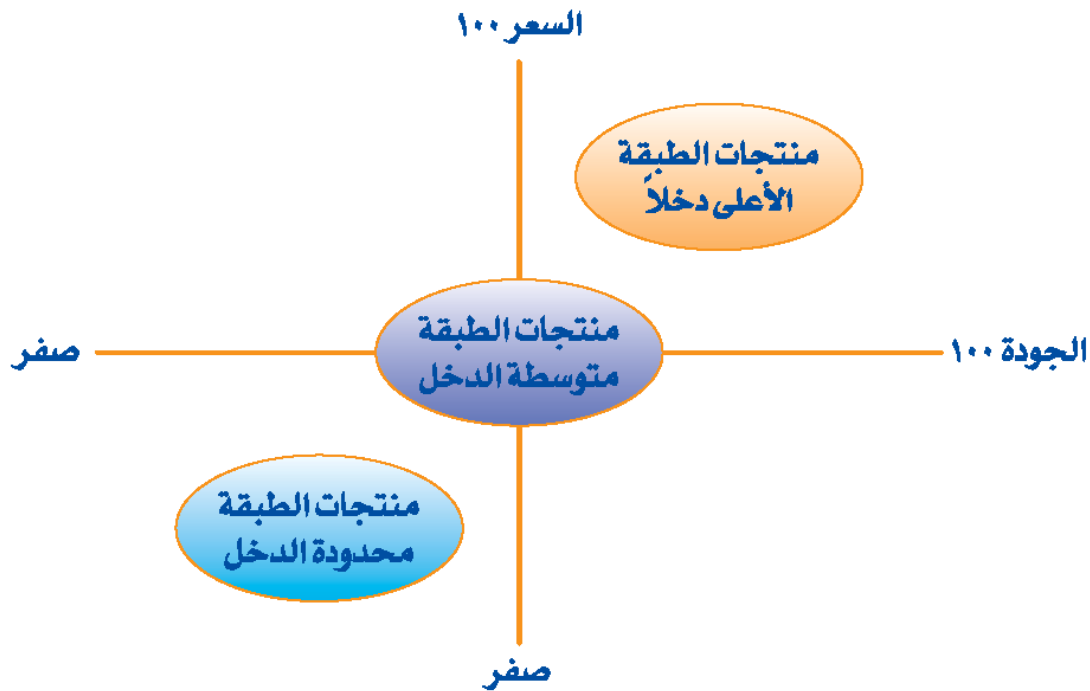 السعر ١٠٠
منتجات الطبقة
الأعلى دخلاً
منتجات الطبقة
متوسطة الدخل
الجودة ١٠٠
صفر
منتجات الطبقة
محدودة الدخل
صفر